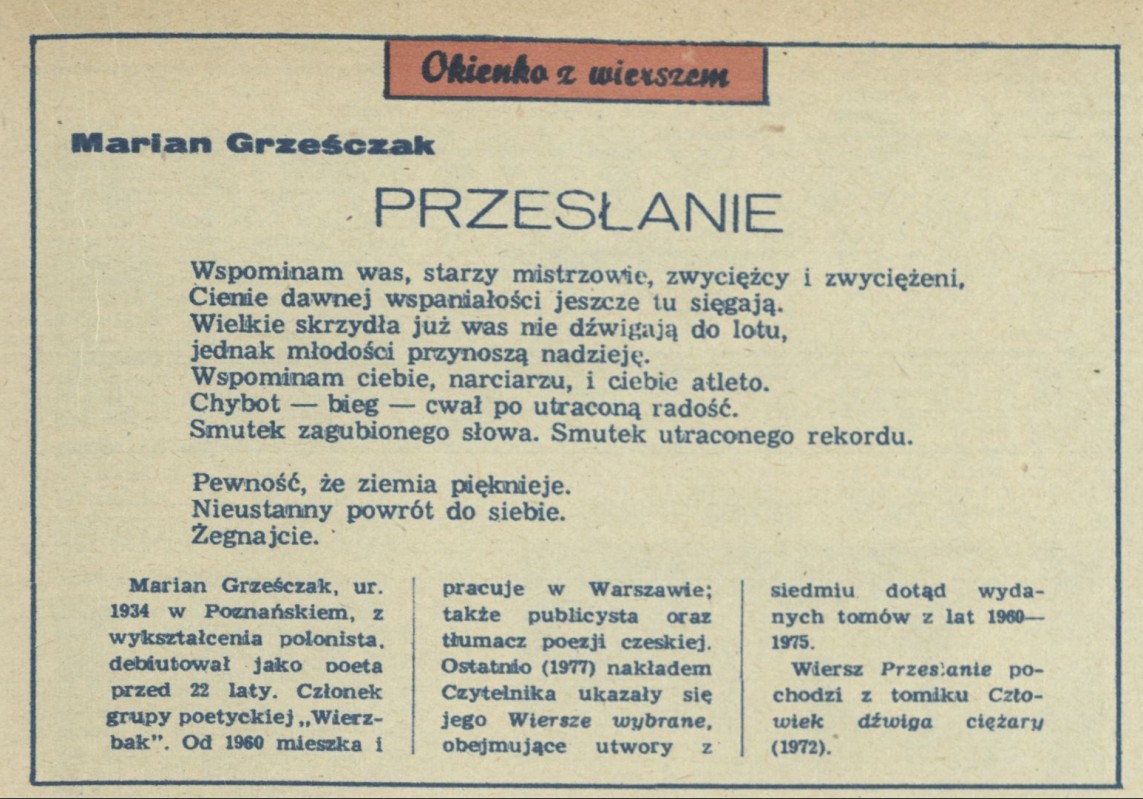 Okienko z wierszem
Marian Grześczak
PRZESŁANIE
Wspominam was, starzy mistrzowie, zwycięzcy i zwyciężeni,
Cienie dawnej wspaniałości jeszcze tu sięgają.
Wielkie skrzydła już was nie dźwigają do lotu,
jednak młodości przynoszą nadzieję.
Wspominam ciebie, narciarzu, i ciebie atleto.
Chybot — bieg — cwał po utraconą radość.
Smutek zagubionego słowa. Smutek utraconego rekordu.
Pewność, że ziemia pięknieje.
Nieustanny powrót do siebie.
Żegnajcie.
Marian Grześczak, ur.
1934 w Poznańskiem, z
wykształcenia polonista,
debiutował jako poeta
przed 22 laty. Członek
grupy poetyckiej „Wierz-
bak”. Od 1960 mieszka i
pracuje w Warszawie;
także publicysta oraz
tłumacz poezji czeskiej.
Ostatnio (1977) nakładem
Czytelnika ukazały się
jego Wiersze wybrane,
obejmujące utwory z
siedmiu dotąd wyda-
nych tomów z lat 1960—
1975.
Wiersz Przesłanie po-
chodzi z tomiku Czło-
wiek dźwiga ciężary
(1972).